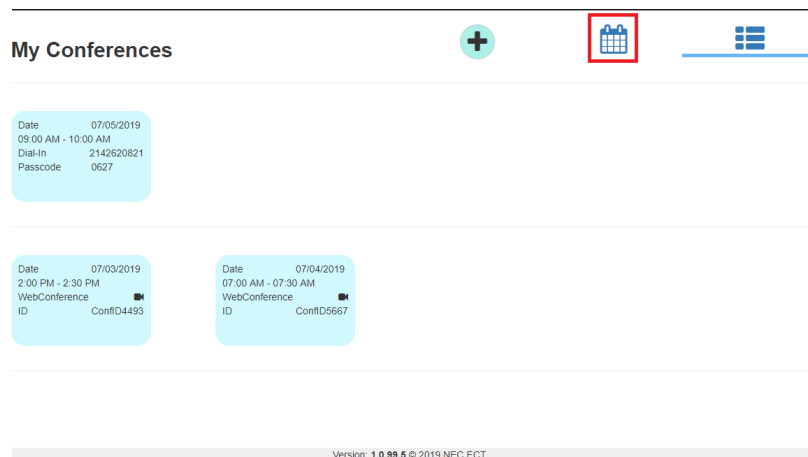 My Conferences
Date 07/05/2019
09:00 AM - 10:00 AM
Dial-In 2142620821
Passcode 0627
Date 07/03/2019
2:00 PM - 2:30 PM
WebConference
ID ConfID4493
Date 07/04/2019
07:00 AM - 07:30 AM
WebConference
ID ConfID5667
Version: 1.0.99.5 © 2019 NEC ECT